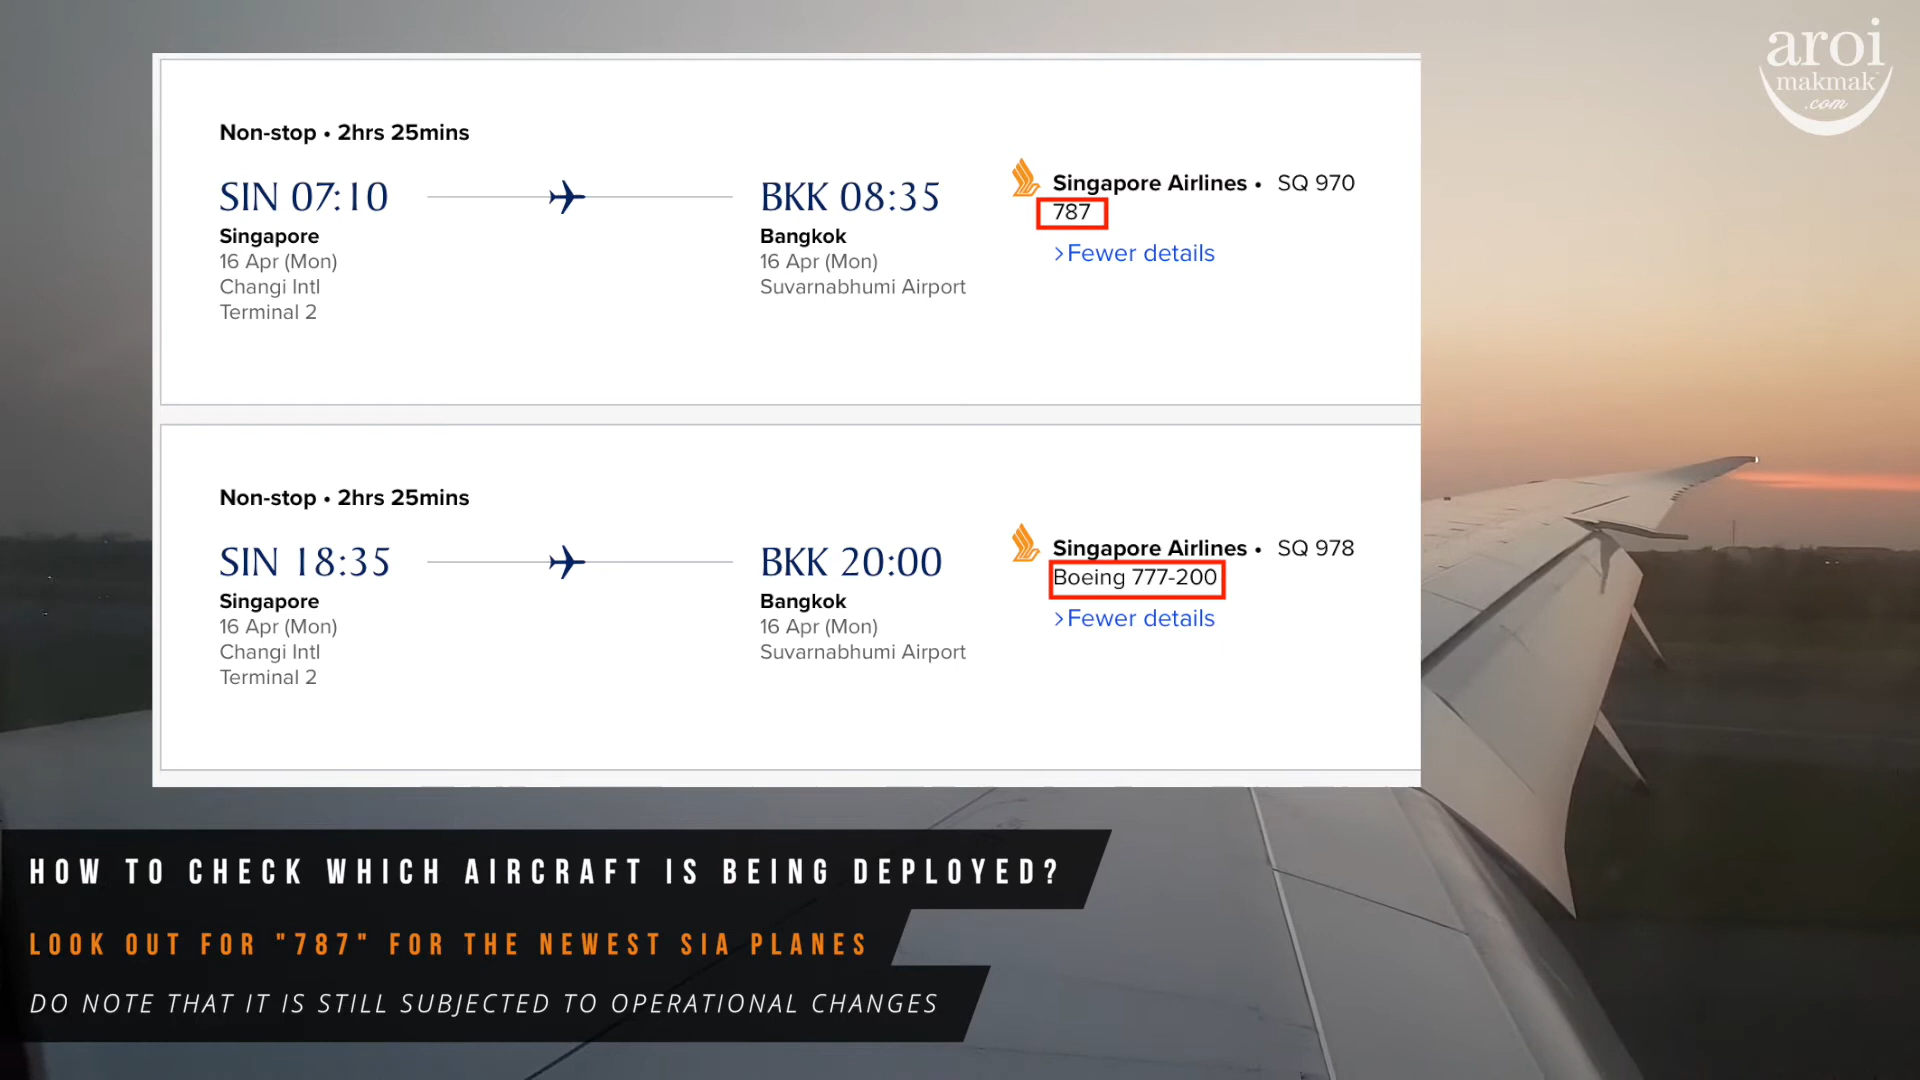 aroi
makmak
.com
Non-stop • 2hrs 25mins
SIN 07:10
BKK 08:35
Singapore Airlines • SQ 970
787
>Fewer details
Singapore
16 Apr (Mon)
Changi Intl
Terminal 2
Bangkok
16 Apr (Mon)
Suvarnabhumi Airport
Non-stop • 2hrs 25mins
SIN 18:35
BKK 20:00
Singapore Airlines • SQ 978
Boeing 777-200
>Fewer details
Singapore
16 Apr (Mon)
Changi Intl
Terminal 2
Bangkok
16 Apr (Mon)
Suvarnabhumi Airport
HOW TO CHECK WHICH AIRCRAFT IS BEING DEPLOYED?
LOOK OUT FOR "787" FOR THE NEWEST SIA PLANES
DO NOTE THAT IT IS STILL SUBJECTED TO OPERATIONAL CHANGES